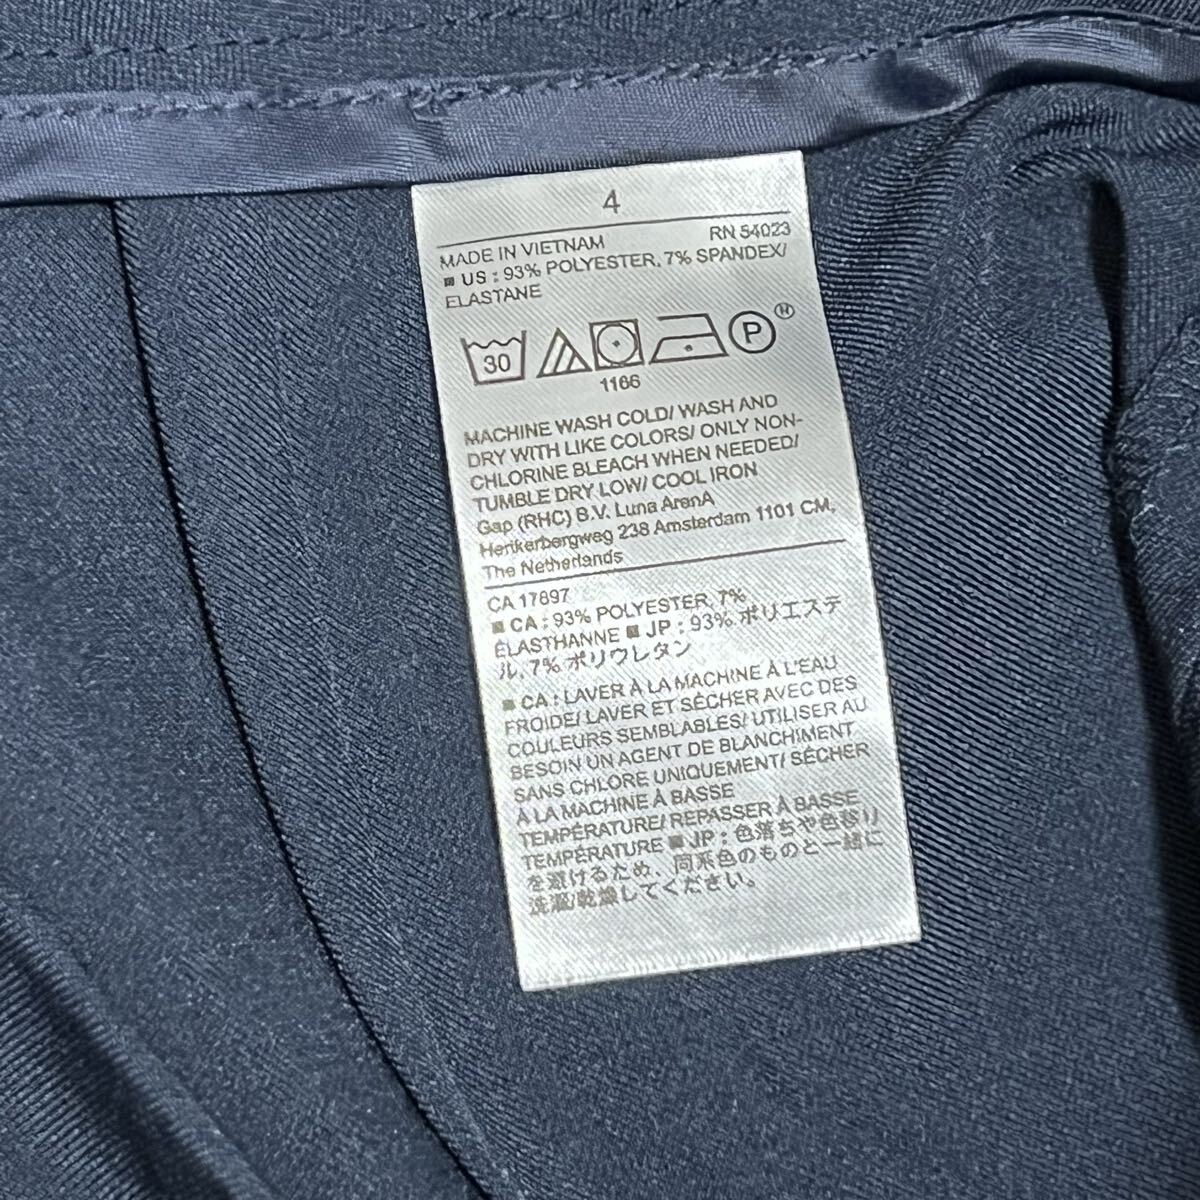 4
MADE IN VIETNAM RN 54023
■ US : 93% POLYESTER, 7% SPANDEX/
ELASTANE
30 P N
1166
MACHINE WASH COLD/ WASH AND
DRY WITH LIKE COLORS/ ONLY NON-
CHLORINE BLEACH WHEN NEEDED/
TUMBLE DRY LOW/ COOL IRON
Gap (RHC) B.V. Luna ArenA
Herikerbergweg 238 Amsterdam 1101 CM,
The Netherlands
CA 17897
■ CA : 93% POLYESTER, 7%
ÉLASTHANNE ■ JP : 93% ポリエステ
ル, 7% ポリウレタン
■ CA : LAVER À LA MACHINE À L'EAU
FROIDE/ LAVER ET SÉCHER AVEC DES
COULEURS SEMBLABLES/ UTILISER AU
BESOIN UN AGENT DE BLANCHIMENT
SANS CHLORE UNIQUEMENT/ SÉCHER
À LA MACHINE À BASSE
TEMPÉRATURE/ REPASSER À BASSE
TEMPÉRATURE ■ JP : 色落ちや色移り
を避けるため、同系色のものと一緒に
洗濯/乾燥してください。